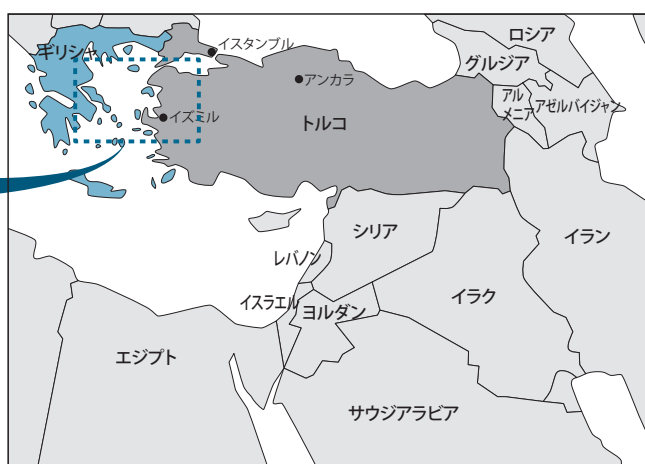 ロシア
ギリシャ
イスタンブル
グルジア
アンカラ
アル
メニア
アゼルバイジャン
イズミル
トルコ
シリア
イラン
レバノン
イスラエル
ヨルダン
イラク
エジプト
サウジアラビア